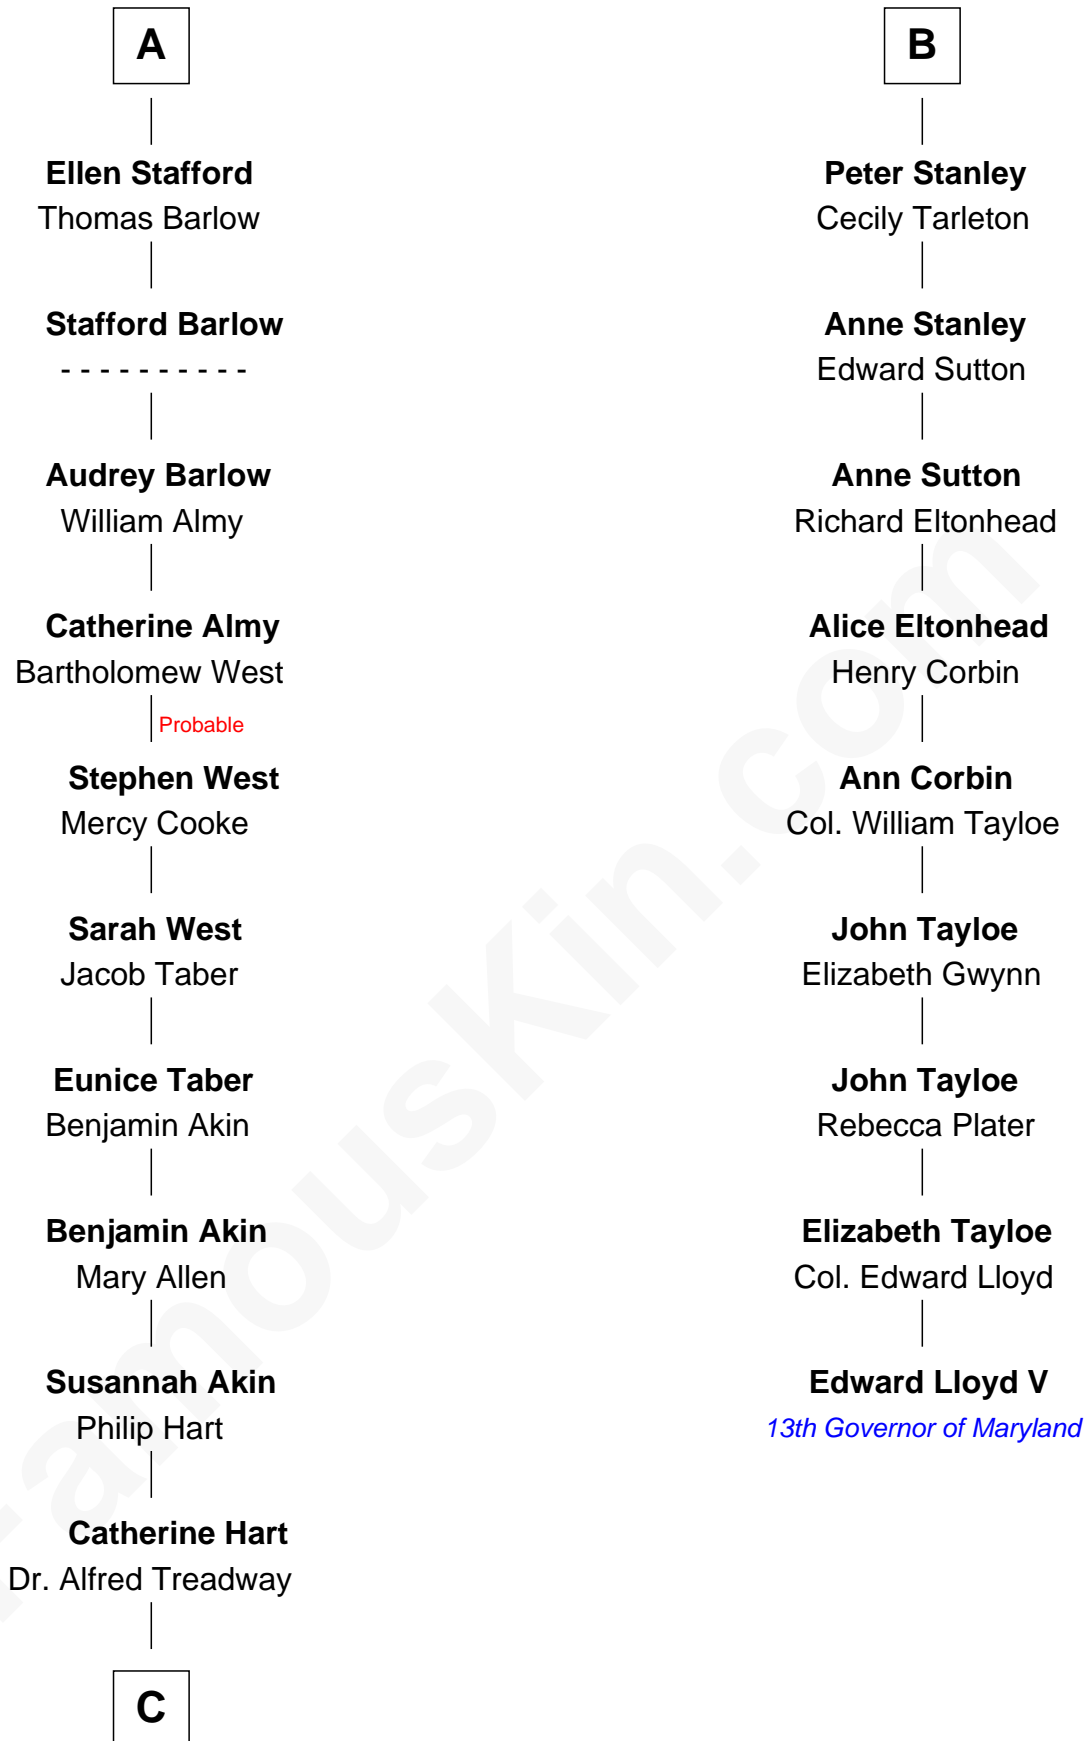 A
Ellen Stafford
Thomas Barlow
Stafford Barlow
- - - - - - - - - -
Audrey Barlow
William Almy
Catherine Almy
Bartholomew West
Probable
Stephen West
Mercy Cooke
Sarah West
Jacob Taber
Eunice Taber
Benjamin Akin
Benjamin Akin
Mary Allen
Susannah Akin
Philip Hart
Catherine Hart
Dr. Alfred Treadway
C
B
Peter Stanley
Cecily Tarleton
Anne Stanley
Edward Sutton
Anne Sutton
Richard Eltonhead
Alice Eltonhead
Henry Corbin
Ann Corbin
Col. William Tayloe
John Tayloe
Elizabeth Gwynn
John Tayloe
Rebecca Plater
Elizabeth Tayloe
Col. Edward Lloyd
Edward Lloyd V
13th Governor of Maryland
FamousKin.com